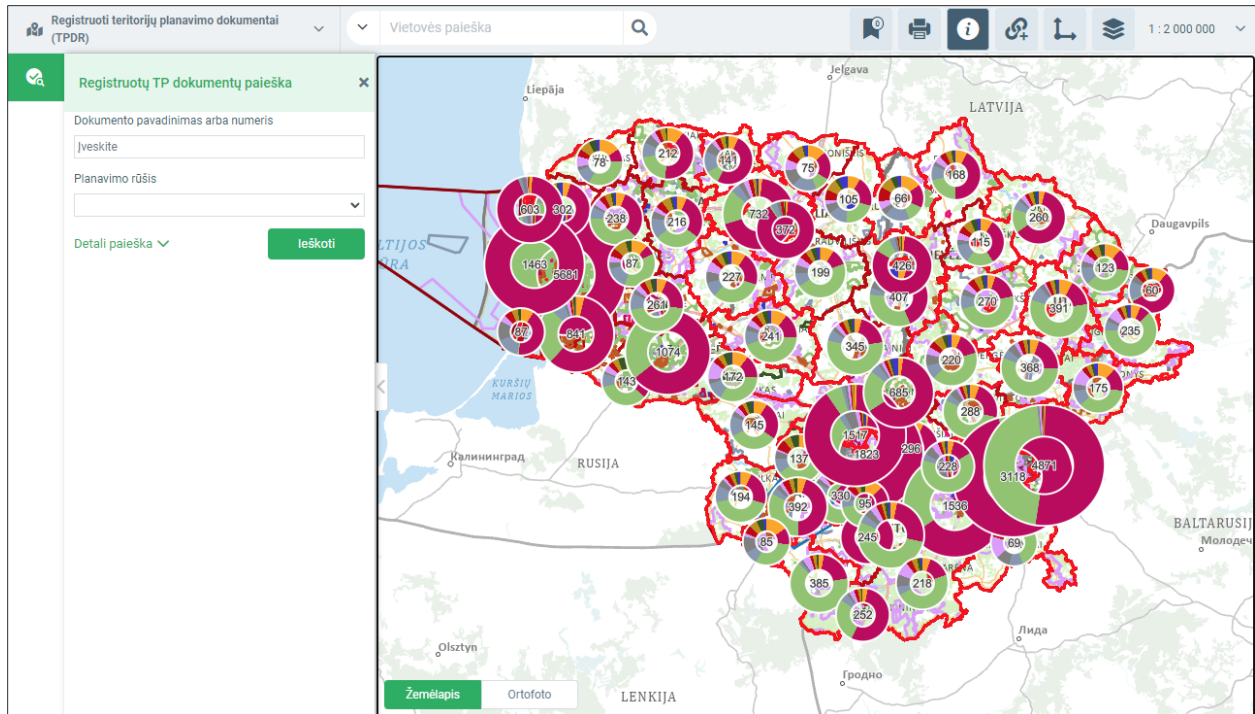 Registruoti teritorijų planavimo dokumentai
(TPDR)
Vietovės paieška
0
1 : 2 000 000
Registruotų TP dokumentų paieška
Dokumento pavadinimas arba numeris
Įveskite
Planavimo rūšis
Detali paieška
Ieškoti
Jelgava
Liepāja
LATVIJA
78
212
141
75
168
105
66
603
302
238
216
732
372
260
Daugavpils
115
TIJOS
ŪRA
1463
5681
87
227
199
426
123
60
407
270
391
261
87
841
241
235
1074
345
220
368
KURŠIŲ
MARIOS
143
172
175
685
288
145
1517
1823
296
Калининград
RUSIJA
137
228
3118
4871
194
330
95
392
1536
BALTARUSIJ
Молодеч
85
245
69
385
218
252
Лида
Olsztyn
Гродно
LENKIJA
Žemėlapis
Ortofoto